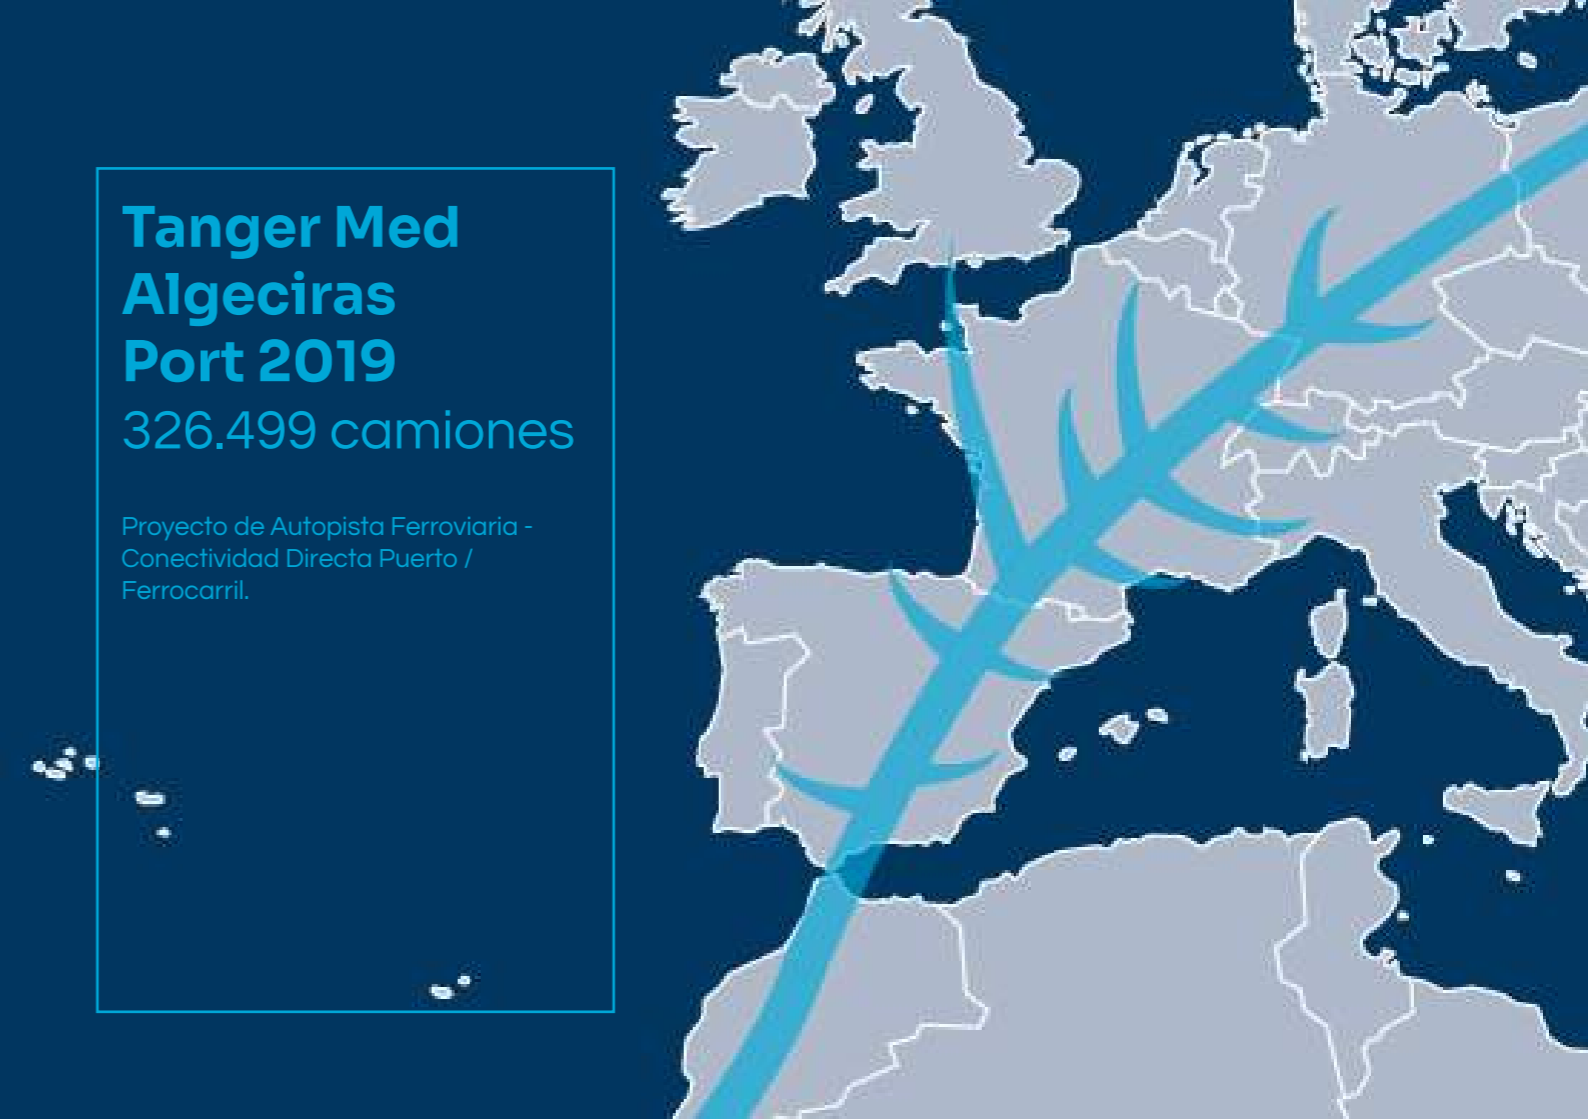 Tanger Med
Algeciras
Port 2019
326.499 camiones
Proyecto de Autopista Ferroviaria -
Conectividad Directa Puerto /
Ferrocarril.